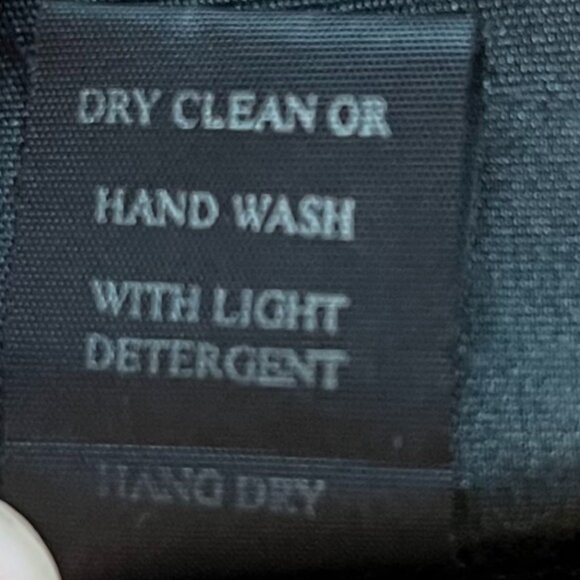 DRY CLEAN OR
HAND WASH
WITH LIGHT
DETERGENT
HANG DRY